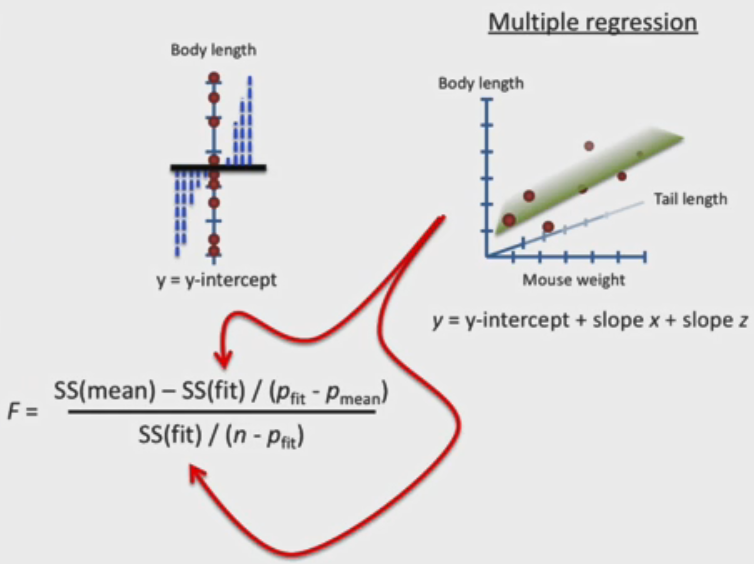 Multiple regression
Body length
Body length
Tail length
y = y-intercept
Mouse weight
y = y-intercept + slope x + slope z
F =
SS(mean) – SS(fit) / (pfit - pmean)
SS(fit) / (n - pfit)